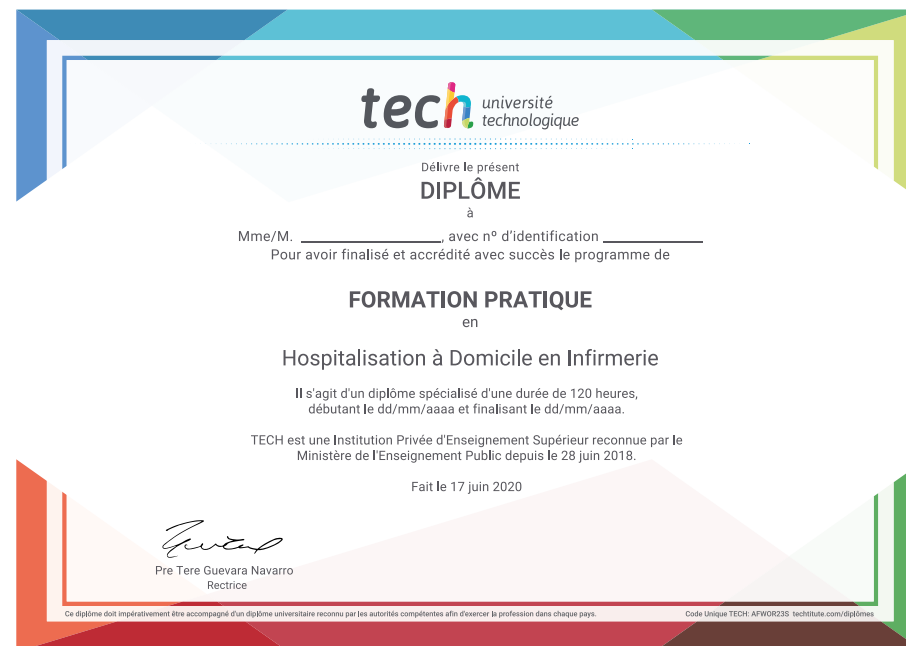 tech université
technologique
Délivre le présent
DIPLÔME
à
Mme/M. ____________________, avec nº d'identification ______________
Pour avoir finalisé et accrédité avec succès le programme de
FORMATION PRATIQUE
en
Hospitalisation à Domicile en Infirmerie
Il s'agit d'un diplôme spécialisé d'une durée de 120 heures,
débutant le dd/mm/aaaa et finalisant le dd/mm/aaaa.
TECH est une Institution Privée d'Enseignement Supérieur reconnue par le
Ministère de l'Enseignement Public depuis le 28 juin 2018.
Fait le 17 juin 2020
Pre Tere Guevara Navarro
Rectrice
Ce diplôme doit impérativement être accompagné d'un diplôme universitaire reconnu par les autorités compétentes afin d'exercer la profession dans chaque pays.
Code Unique TECH: AFWOR23S techtitute.com/diplômes